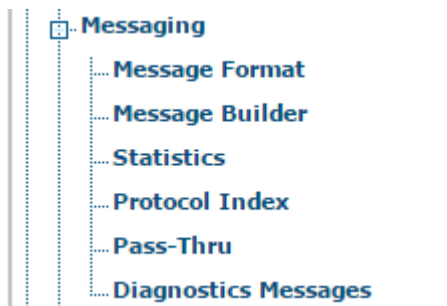 Messaging
Message Format
Message Builder
Statistics
Protocol Index
Pass-Thru
Diagnostics Messages